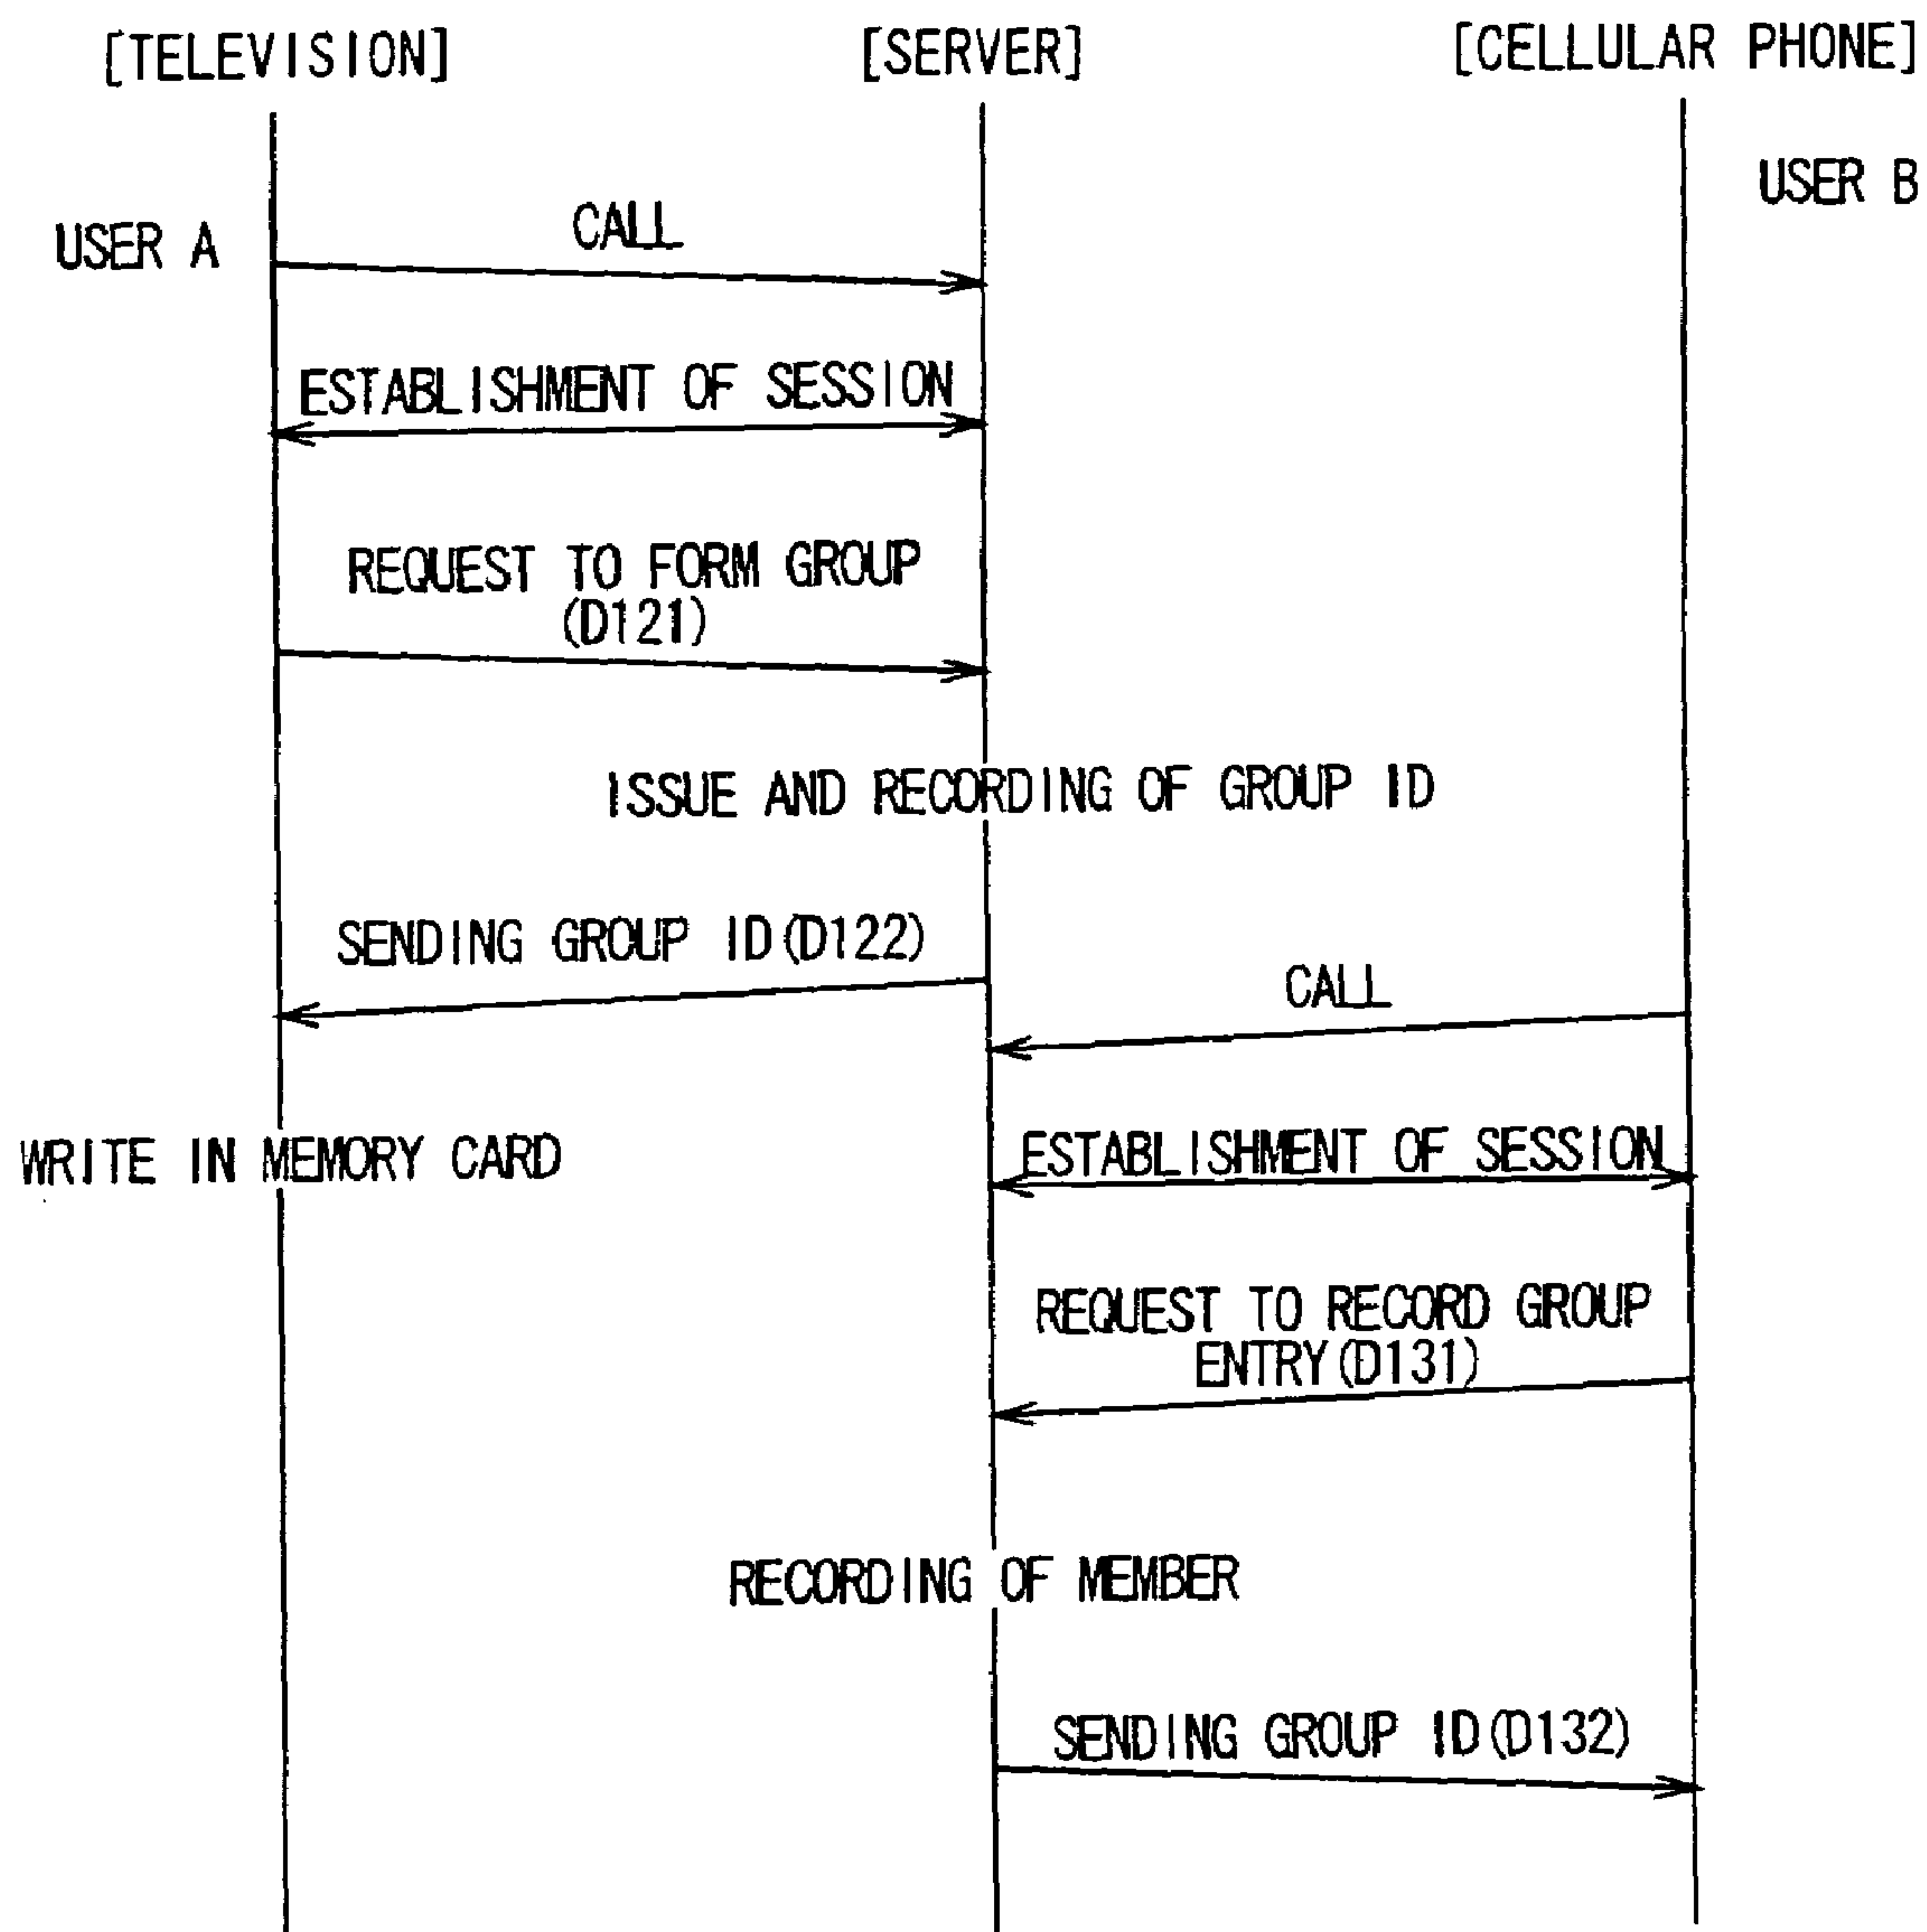 [TELEVISION] [SERVER] [CELLULAR PHONE]
USER B
USER A
CALL
ESTABLISHMENT OF SESSION
REQUEST TO FORM GROUP
(D121)
ISSUE AND RECORDING OF GROUP ID
SENDING GROUP ID(D122)
CALL
WRITE IN MEMORY CARD
ESTABLISHMENT OF SESSION
REQUEST TO RECORD GROUP
ENTRY(D131)
RECORDING OF MEMBER
SENDING GROUP ID(D132)